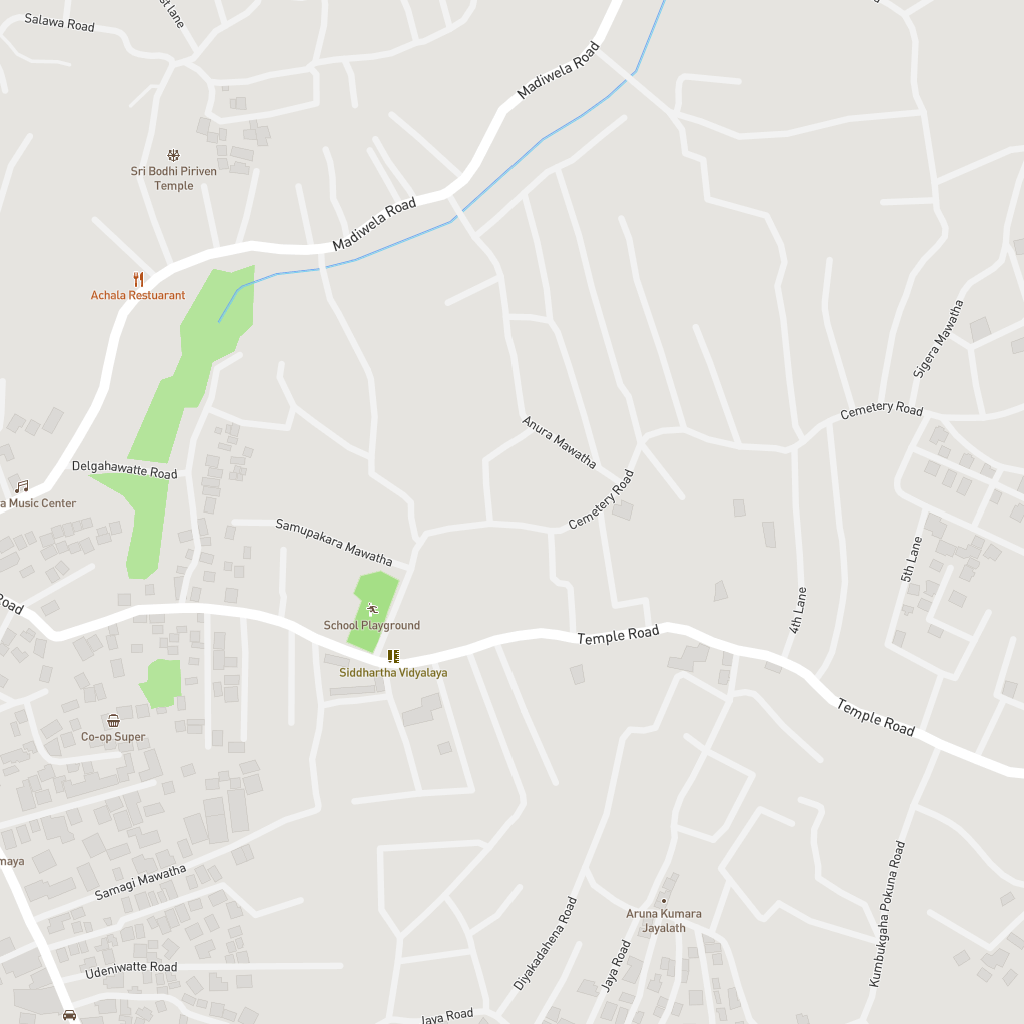 Salawa Road
Madiwela Road
Sri Bodhi Piriven
Temple
Madiwela Road
Achala Restuarant
Sigera Mawatha
Cemetery Road
Anura Mawatha
Delgahawatte Road
a Music Center
Cemetery Road
Samupakara Mawatha
5th Lane
4th Lane
Road
School Playground
Temple Road
Siddhartha Vidyalaya
Temple Road
Co-op Super
maya
Samagi Mawatha
Kumbukgaha Pokuna Road
Aruna Kumara
Jayalath
Diyakadahena Road
Jaya Road
Udeniwatte Road
Jaya Road